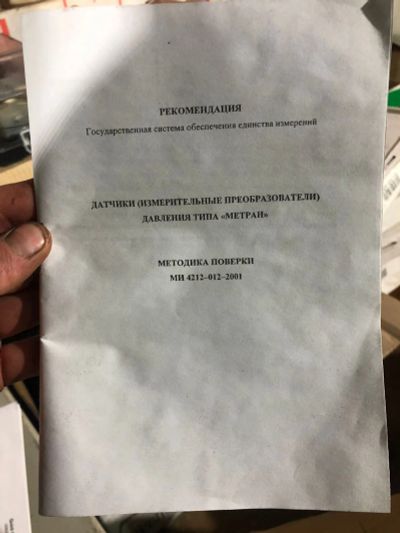 РЕКОМЕНДАЦИЯ
Государственная система обеспечения единства измерений
ДАТЧИКИ (ИЗМЕРИТЕЛЬНЫЕ ПРЕОБРАЗОВАТЕЛИ)
ДАВЛЕНИЯ ТИПА «МЕТРАН»
МЕТОДИКА ПОВЕРКИ
МИ 4212–012–2001